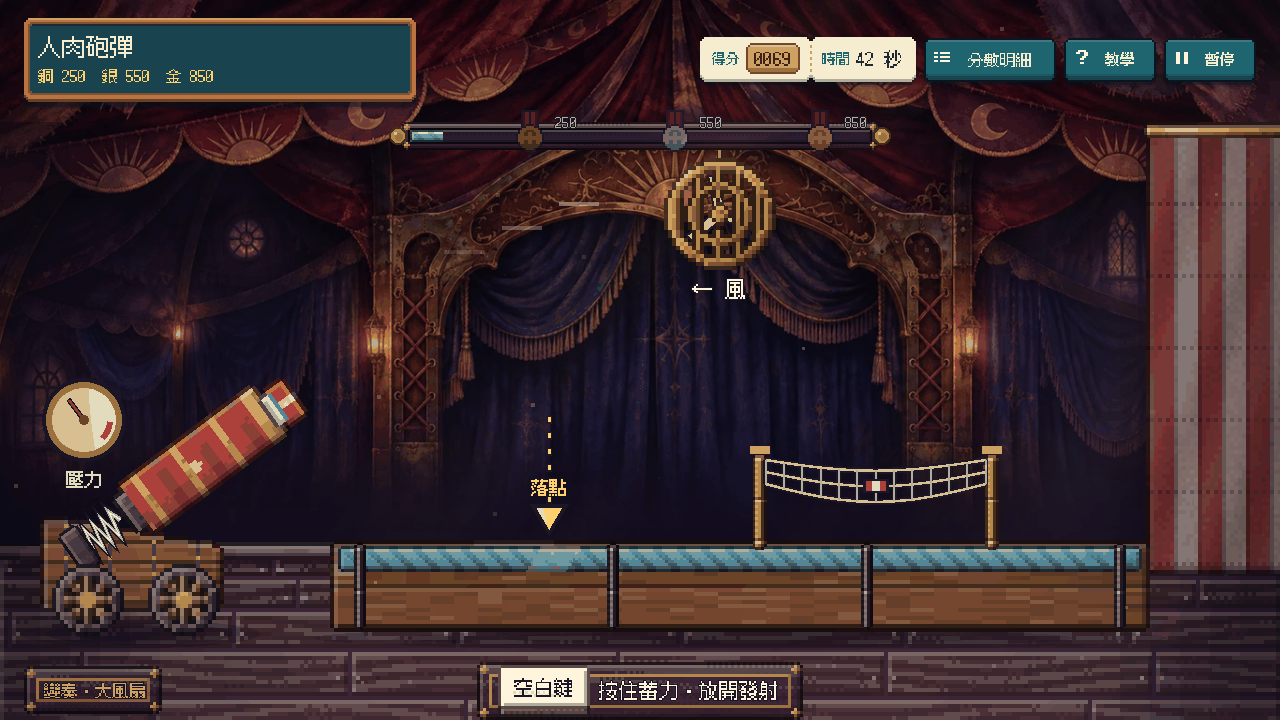 人肉砲彈
銅 250 銀 550 金 850
得分 0069 時間 42 秒
分數明細
? 教學
暫停
250 550 850
← 風
壓力
落點
變奏·大風扇
空白鍵 按住蓄力·放開發射